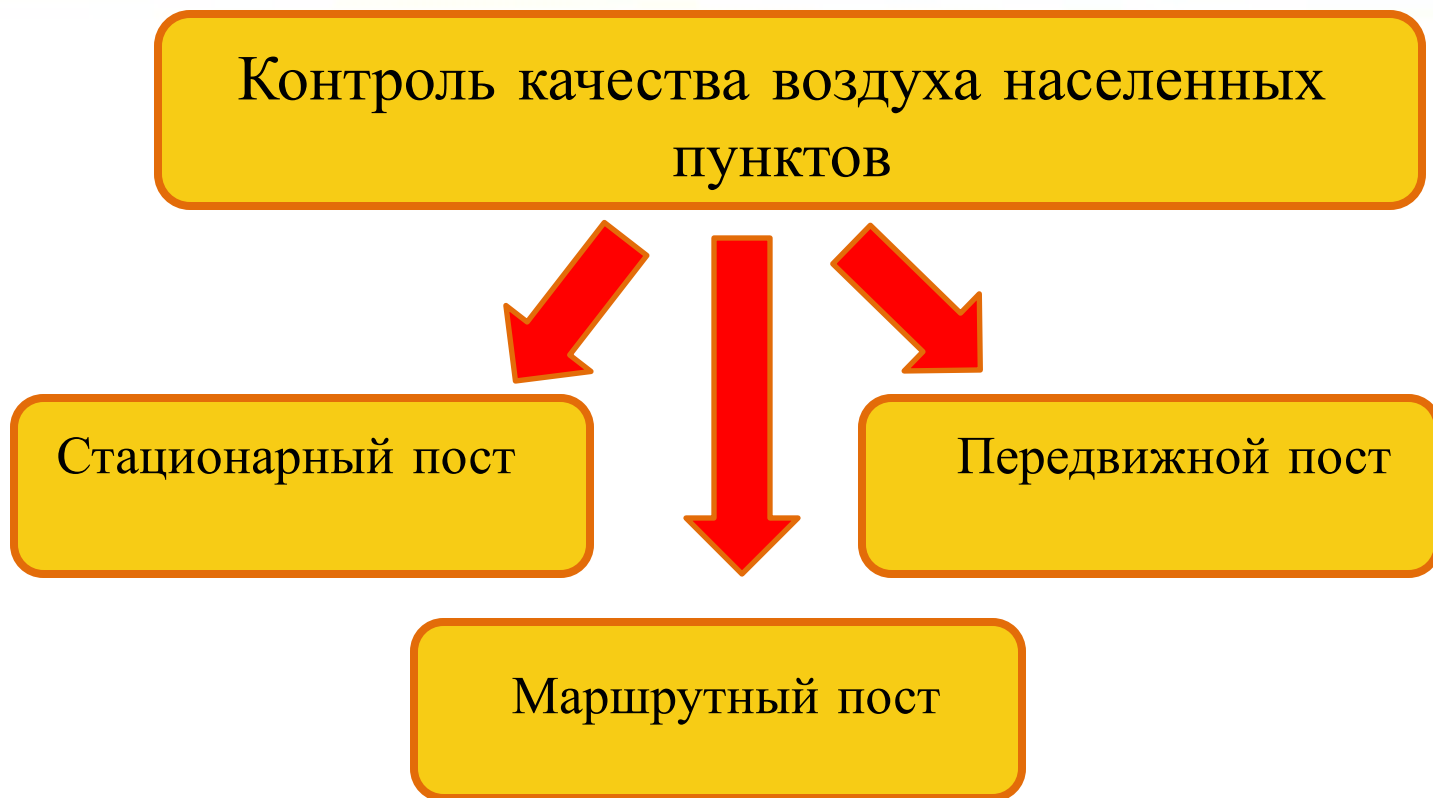 Контроль качества воздуха населенных
пунктов
Стационарный пост
Передвижной пост
Маршрутный пост